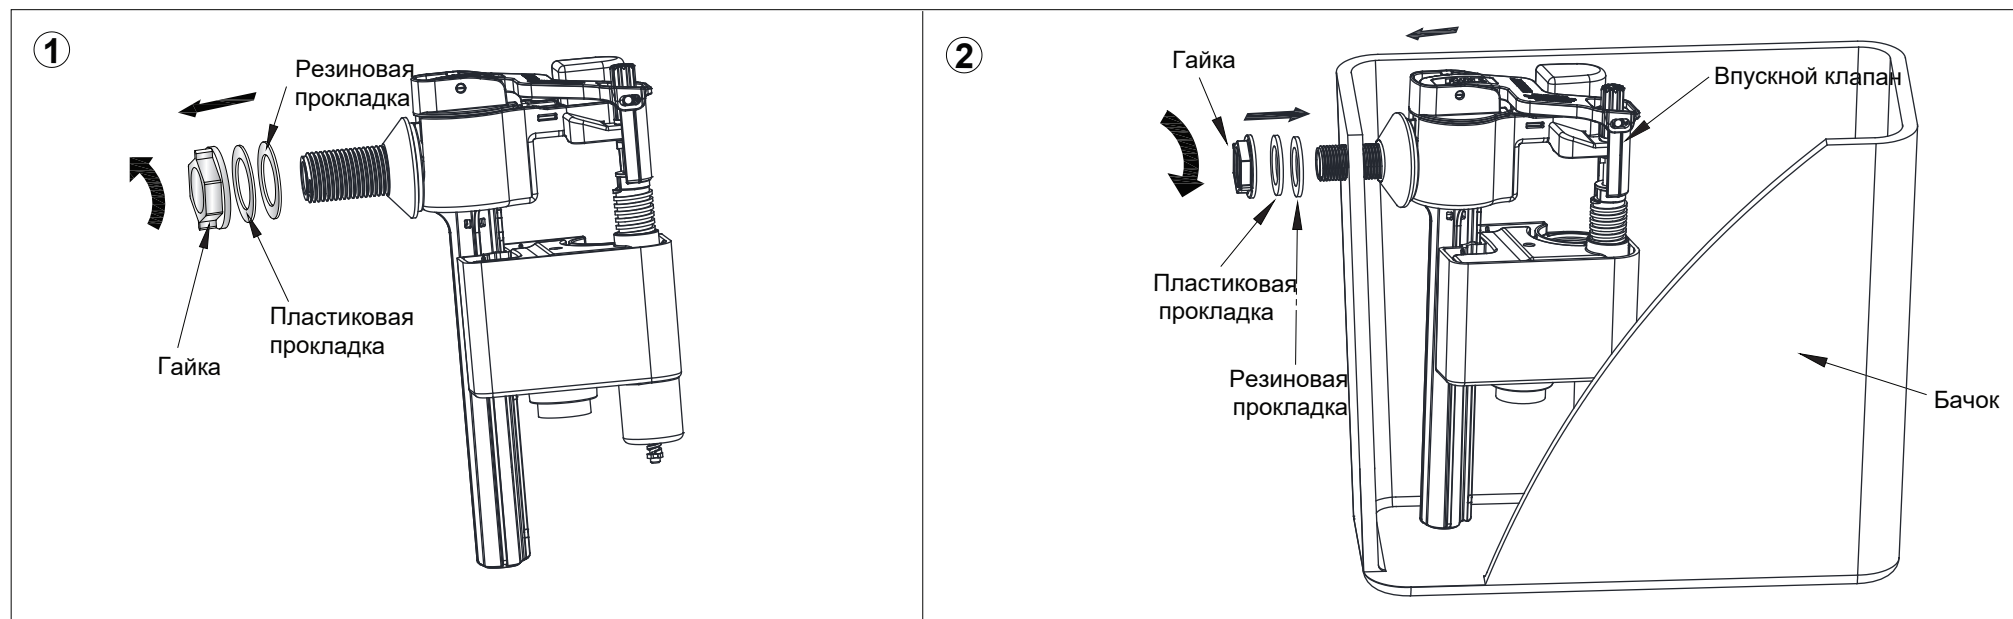 1
Резиновая
прокладка
Пластиковая
прокладка
Гайка
2
Гайка
Впускной клапан
Пластиковая
прокладка
Резиновая
прокладка
Бачок